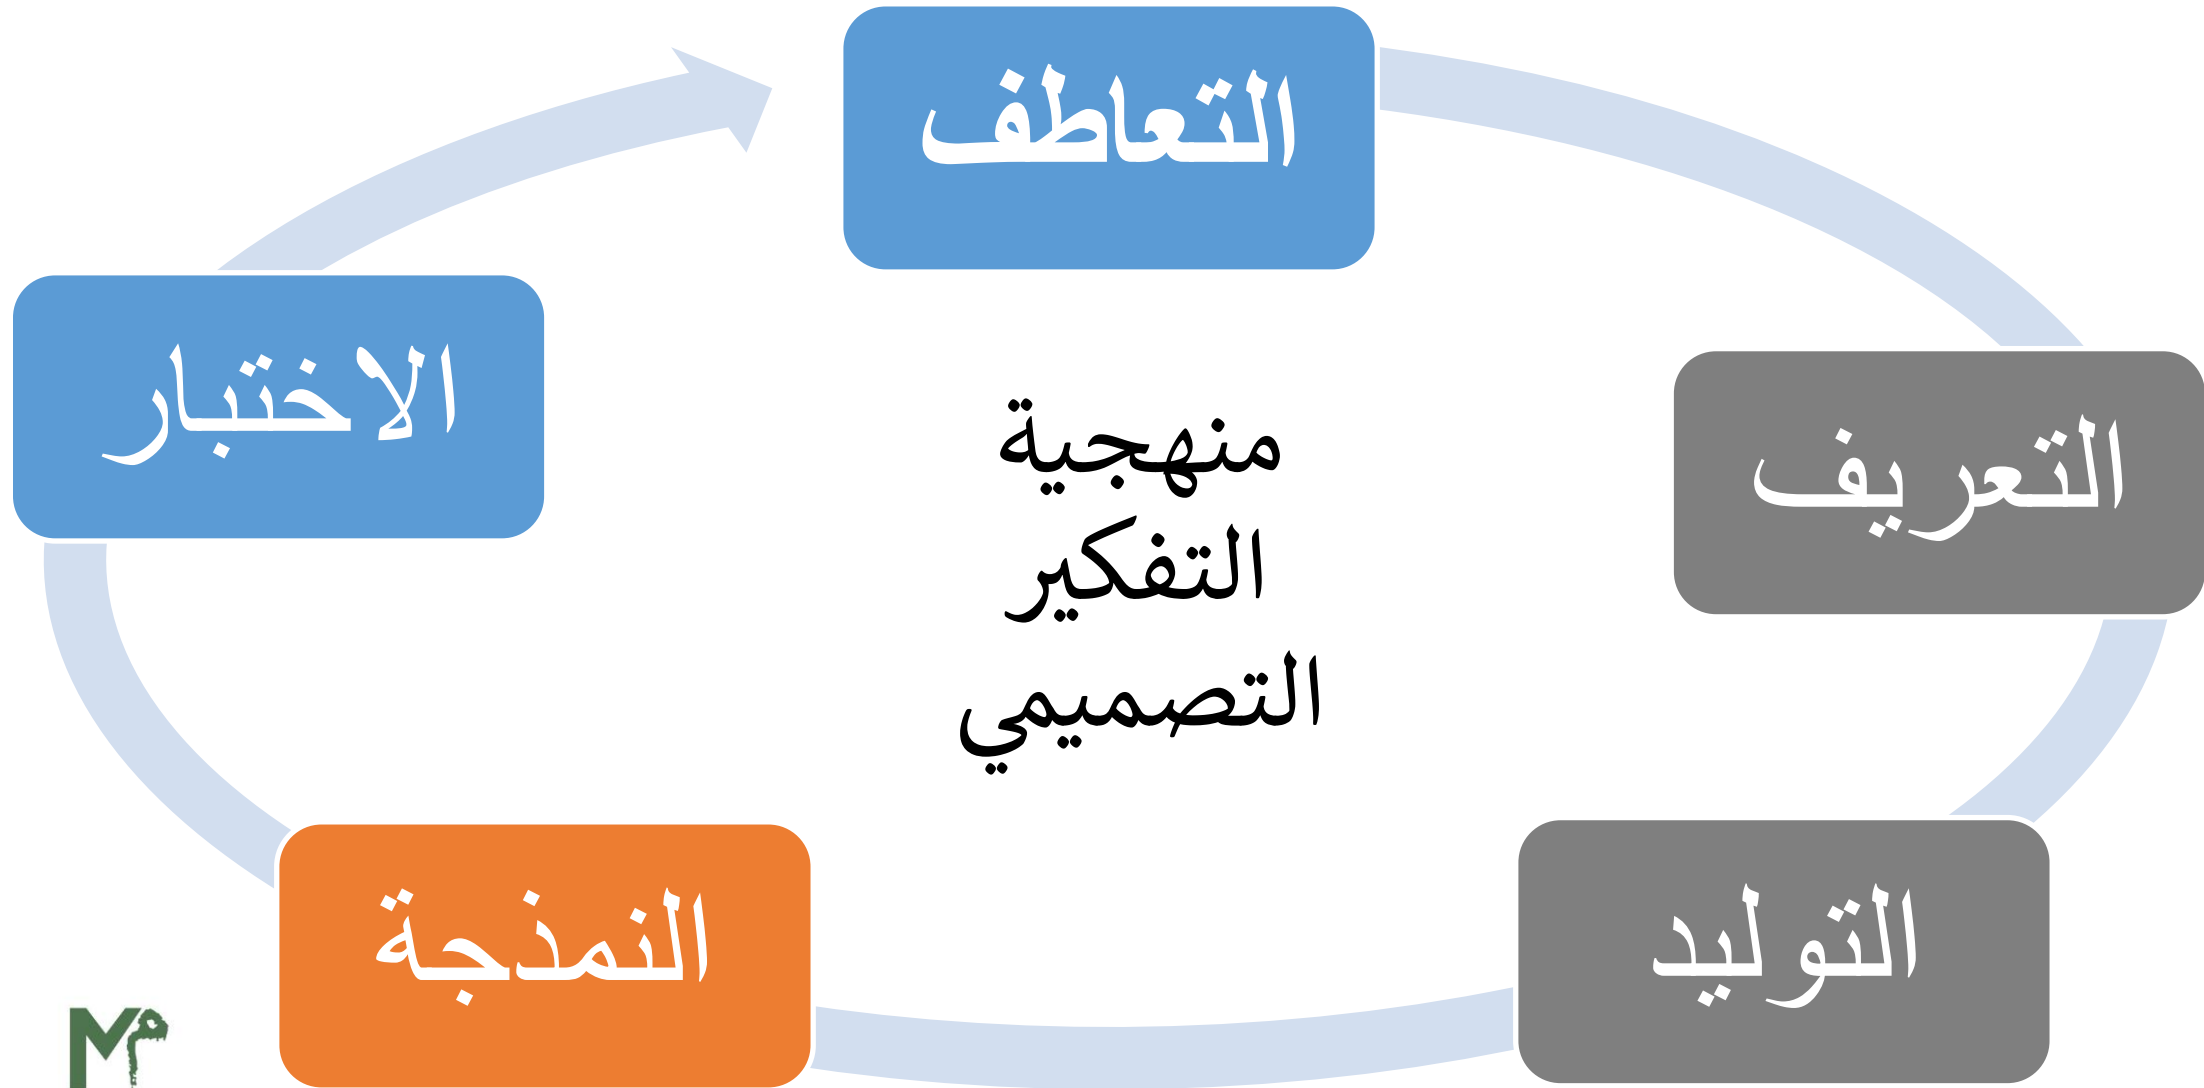 التعاطف
التعريف
التوليد
النمذجة
الاختبار
منهجية
التفكير
التصميمي
M